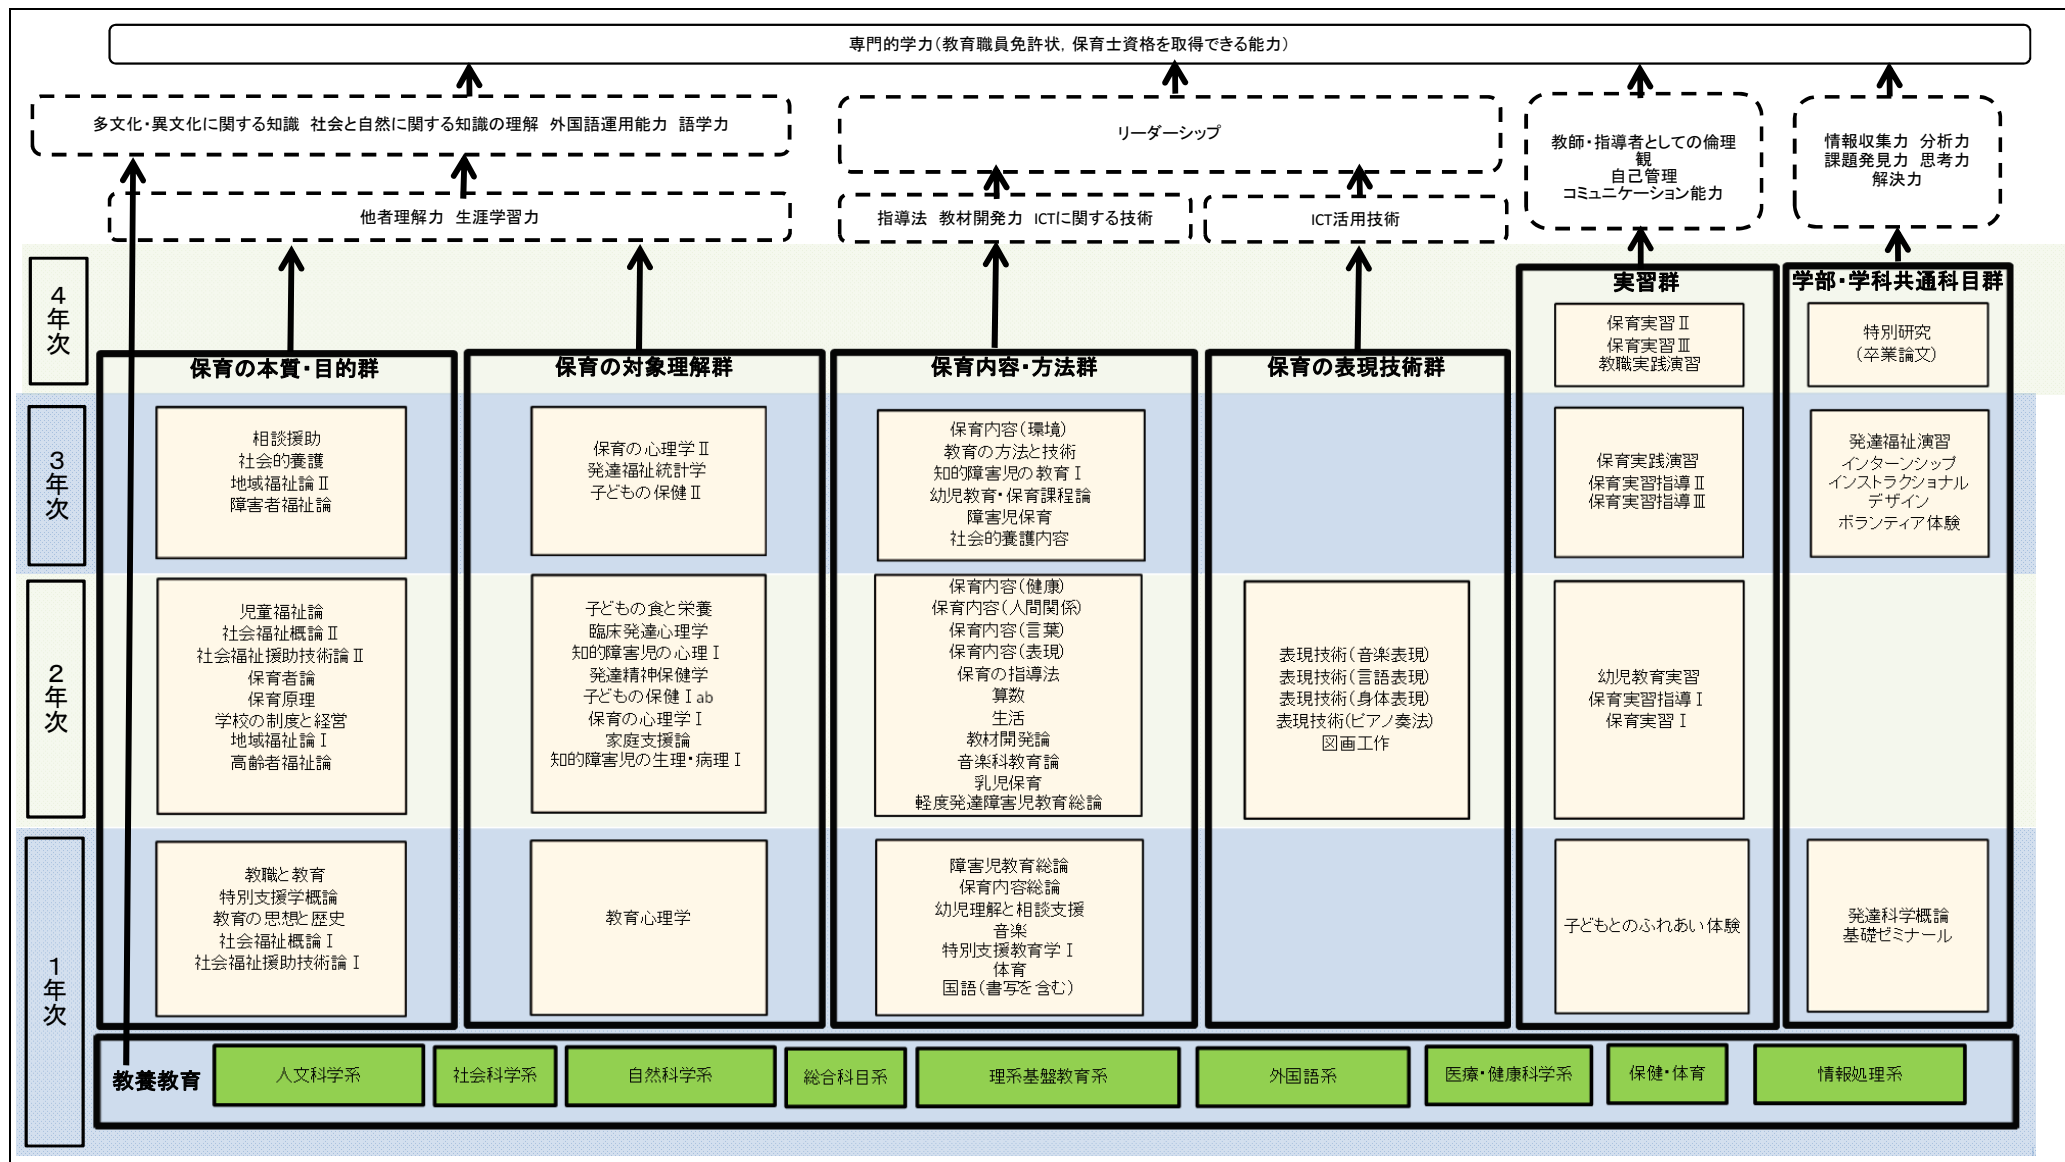 専門的学力（教育職員免許状，保育士資格を取得できる能力）
多文化・異文化に関する知識　社会と自然に関する知識の理解　外国語運用能力　語学力
リーダーシップ
教師・指導者としての倫理
観
自己管理
コミュニケーション能力
情報収集力　分析力
課題発見力　思考力
解決力
他者理解力　生涯学習力
指導法　教材開発力　ICTに関する技術
ICT活用技術
4年次
3年次
2年次
1年次
保育の本質・目的群
相談援助
社会的養護
地域福祉論Ⅱ
障害者福祉論
児童福祉論
社会福祉概論Ⅱ
社会福祉援助技術論Ⅱ
保育者論
保育原理
学校の制度と経営
地域福祉論Ⅰ
高齢者福祉論
教職と教育
特別支援学概論
教育の思想と歴史
社会福祉概論Ⅰ
社会福祉援助技術論Ⅰ
保育の対象理解群
保育の心理学Ⅱ
発達福祉統計学
子どもの保健Ⅱ
子どもの食と栄養
臨床発達心理学
知的障害児の心理Ⅰ
発達精神保健学
子どもの保健Ⅰab
保育の心理学Ⅰ
家庭支援論
知的障害児の生理・病理Ⅰ
教育心理学
保育内容・方法群
保育内容（環境）
教育の方法と技術
知的障害児の教育Ⅰ
幼児教育・保育課程論
障害児保育
社会的養護内容
保育内容（健康）
保育内容（人間関係）
保育内容（言葉）
保育内容（表現）
保育の指導法
算数
生活
教材開発論
音楽科教育論
乳児保育
軽度発達障害児教育総論
障害児教育総論
保育内容総論
幼児理解と相談支援
音楽
特別支援教育学Ⅰ
体育
国語（書写を含む）
保育の表現技術群
表現技術（音楽表現）
表現技術（言語表現）
表現技術（身体表現）
表現技術（ピアノ奏法）
図画工作
実習群
保育実習Ⅱ
保育実習Ⅲ
教職実践演習
保育実践演習
保育実習指導Ⅱ
保育実習指導Ⅲ
幼児教育実習
保育実習指導Ⅰ
保育実習Ⅰ
子どもとのふれあい体験
学部・学科共通科目群
特別研究
（卒業論文）
発達福祉演習
インターンシップ
インストラクショナル
デザイン
ボランティア体験
発達科学概論
基礎ゼミナール
教養教育
人文科学系
社会科学系
自然科学系
総合科目系
理系基盤教育系
外国語系
医療・健康科学系
保健・体育
情報処理系